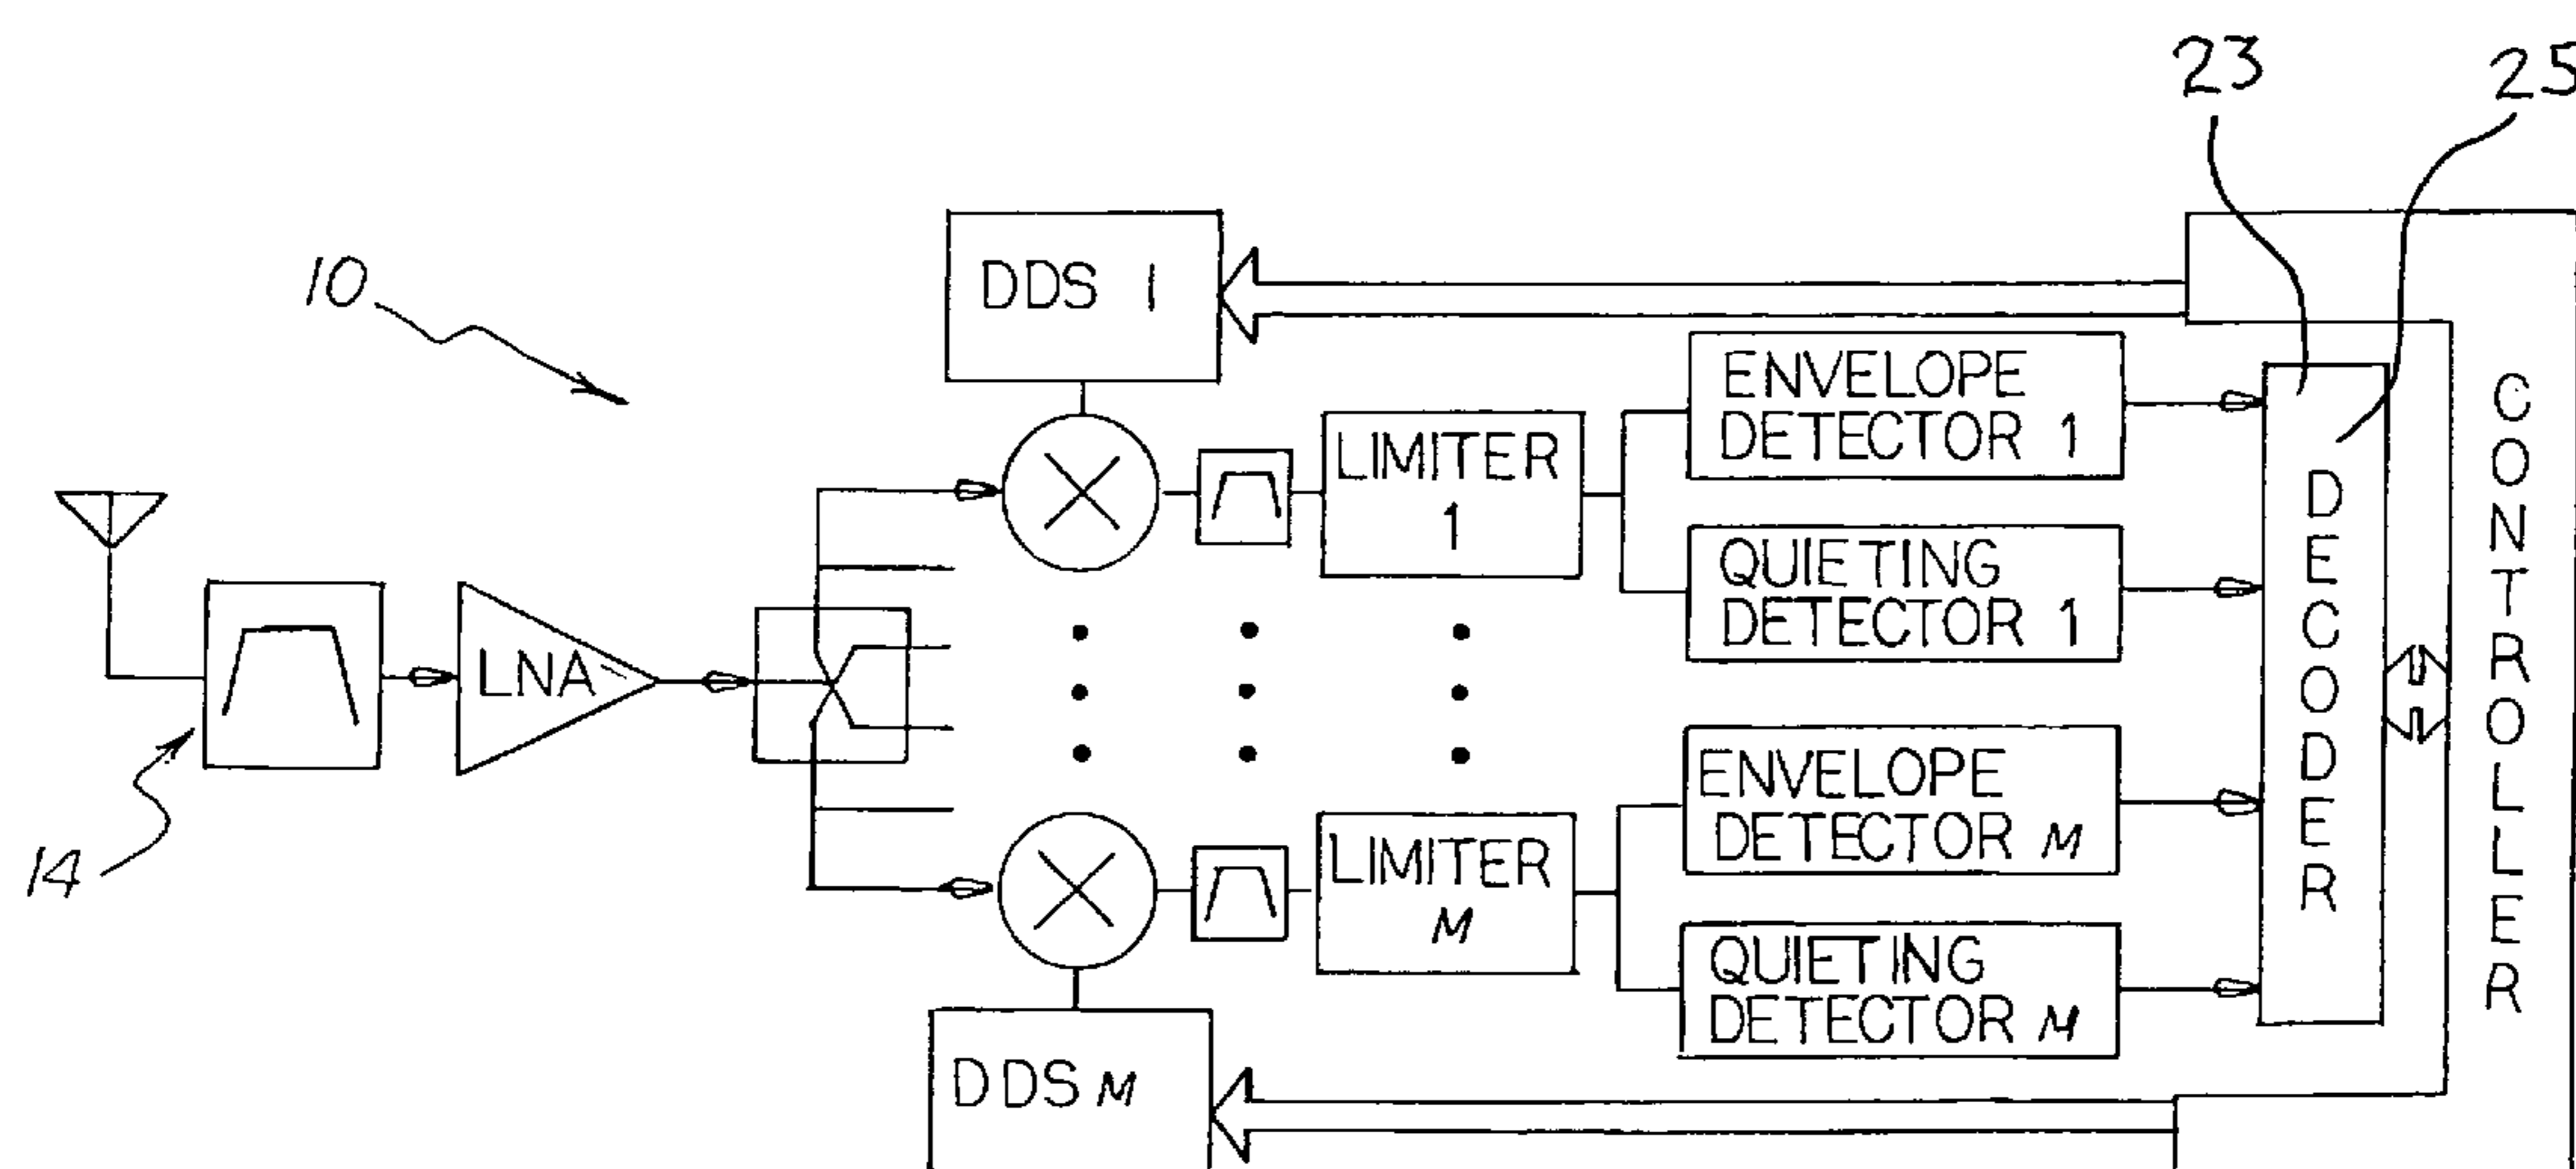 23
25
10
DDS 1
ENVELOPE
DETECTOR 1
LIMITER
1
QUIETING
DETECTOR 1
LNA
ENVELOPE
DETECTOR M
LIMITER
M
QUIETING
DETECTOR M
14
DDS M
DECODER
CONTROLLER